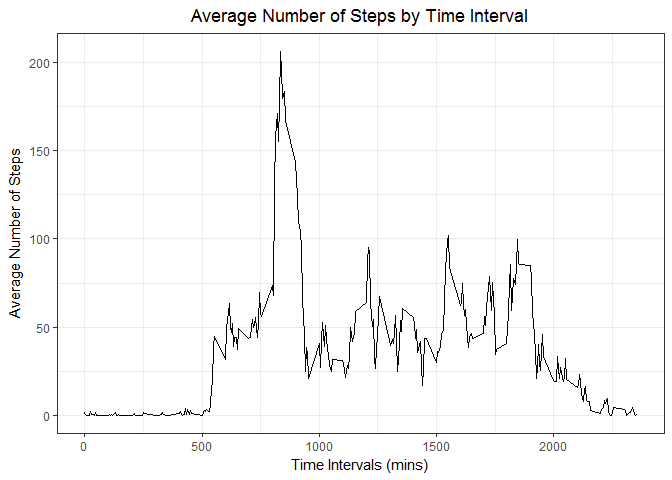 Average Number of Steps by Time Interval
Average Number of Steps
200
150
100
50
0
0 500 1000 1500 2000
Time Intervals (mins)